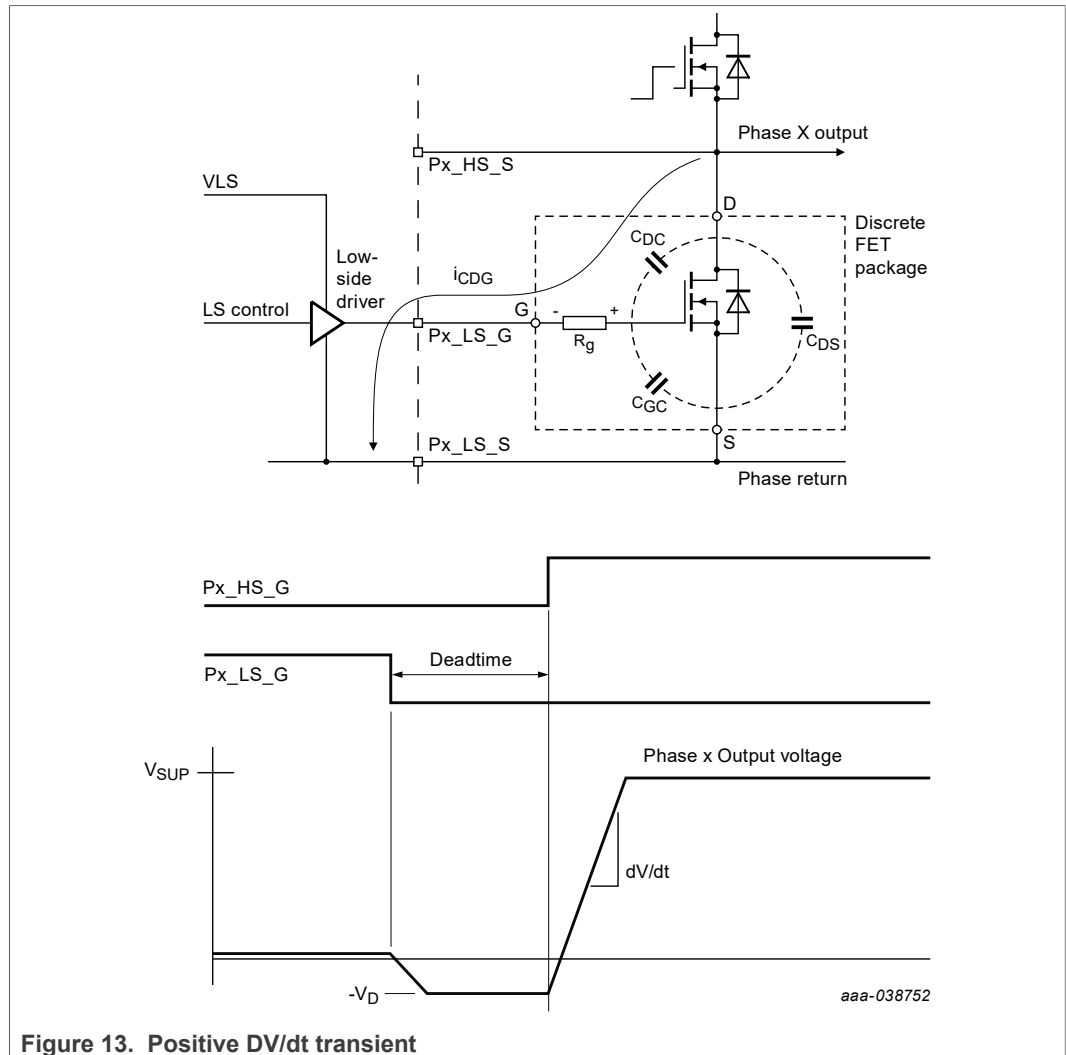 Phase X output
Px_HS_S
VLS
D
Discrete
FET
package
CDC
Low-
side
driver
iCDG
LS control
G
-
+
Px_LS_G
Rg
CDS
CGC
Px_LS_S
S
Phase return
Px_HS_G
Deadtime
Px_LS_G
Phase x Output voltage
VSUP
dV/dt
-VD
aaa-038752
Figure 13. Positive DV/dt transient